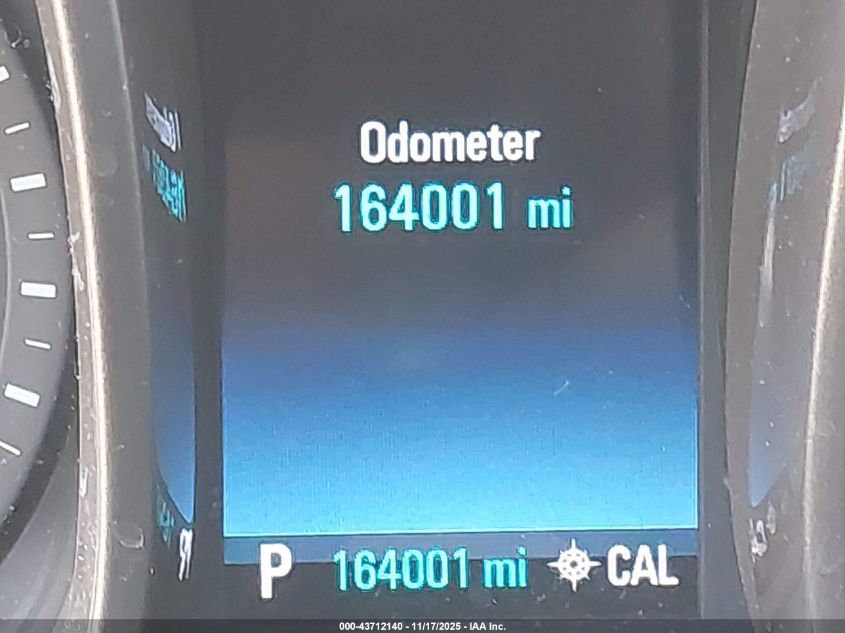 Odometer
164001 mi
P 164001 mi CAL
000-43712140 - 11/17/2025 - IAA Inc.